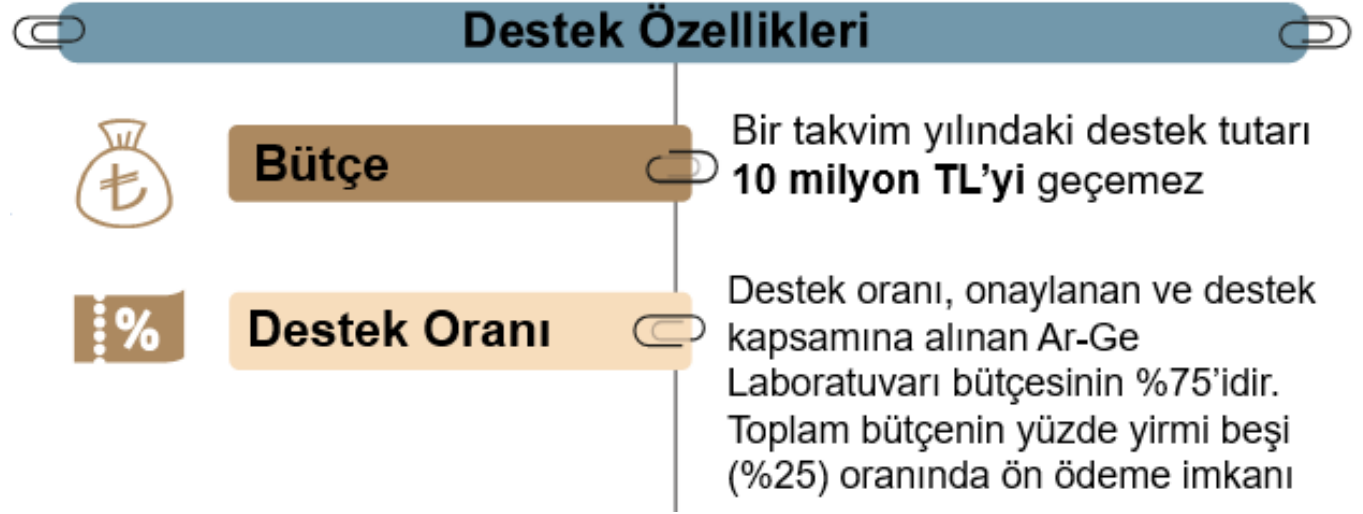 Destek Özellikleri
Bütçe
Bir takvim yılındaki destek tutarı
10 milyon TL’yi geçemez
%
Destek Oranı
Destek oranı, onaylanan ve destek
kapsamına alınan Ar-Ge
Laboratuvarı bütçesinin %75’idir.
Toplam bütçenin yüzde yirmi beşi
(%25) oranında ön ödeme imkanı